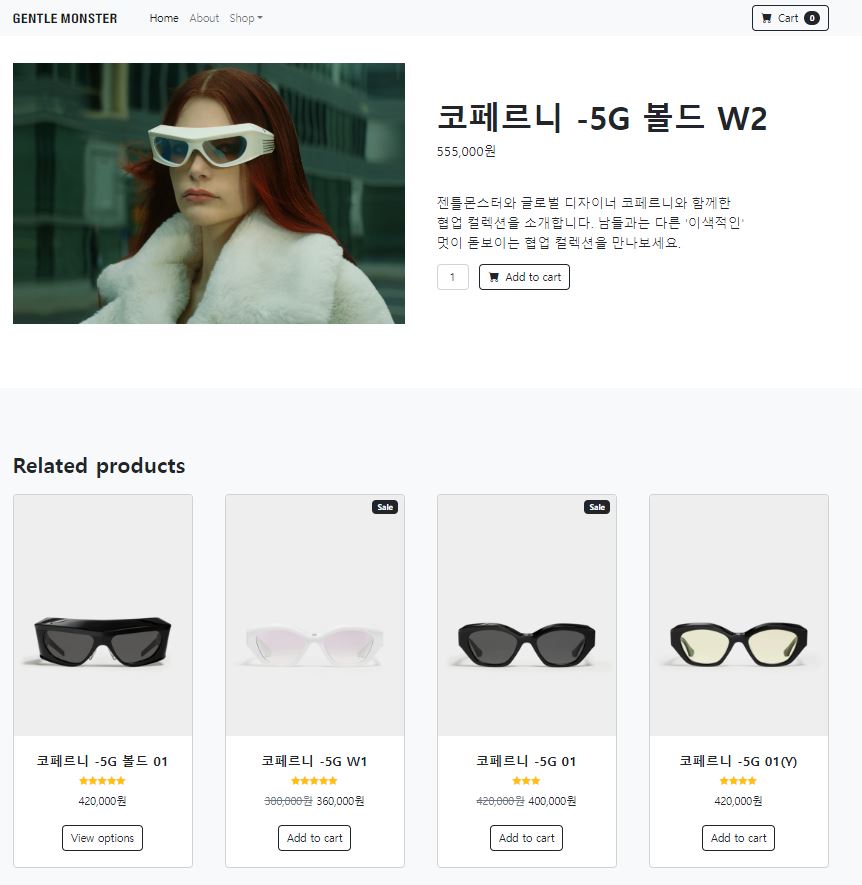 GENTLE MONSTER Home About Shop Cart 0
코페르니 -5G 볼드 W2
555,000원
젠틀몬스터와 글로벌 디자이너 코페르니와 함께한
협업 컬렉션을 소개합니다. 남들과는 다른 '이색적인'
멋이 돋보이는 협업 컬렉션을 만나보세요.
1 Add to cart
Related products
Sale Sale
코페르니 -5G 볼드 01 코페르니 -5G W1 코페르니 -5G 01 코페르니 -5G 01(Y)
420,000원 380,000원 360,000원 420,000원 400,000원 420,000원
View options Add to cart Add to cart Add to cart